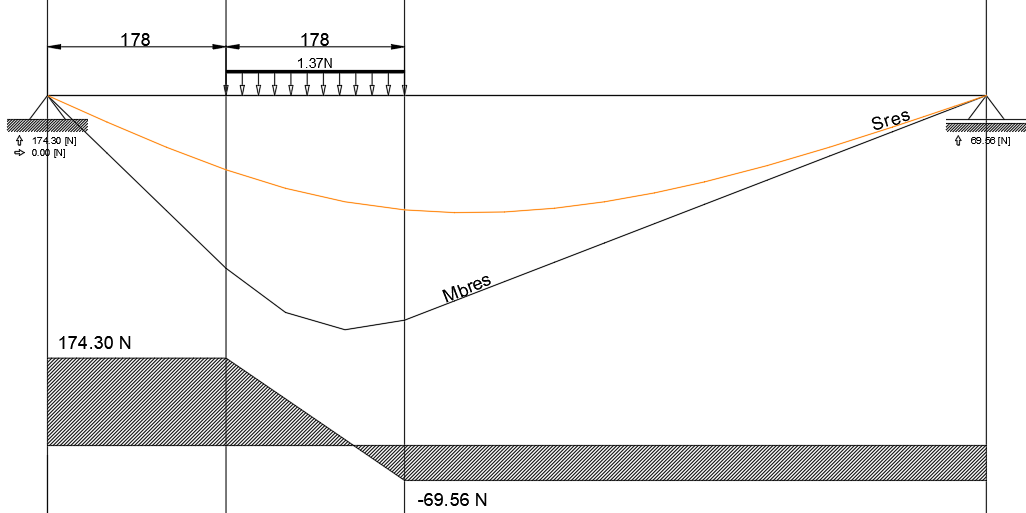 178 178
1.37N
Sres
174.30 [N]
0.00 [N]
69.56 [N]
Mbres
174.30 N
-69.56 N